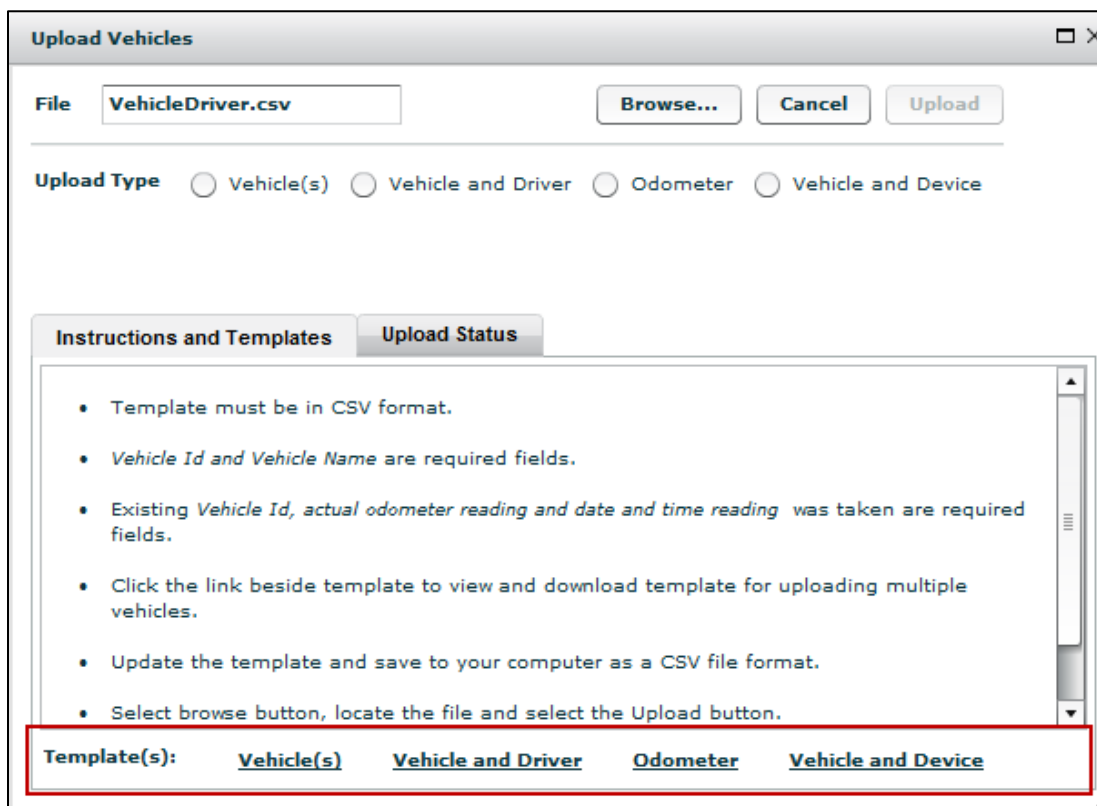 Upload Vehicles
File VehicleDriver.csv Browse... Cancel Upload
Upload Type Vehicle(s) Vehicle and Driver Odometer Vehicle and Device
Instructions and Templates Upload Status
• Template must be in CSV format.
• Vehicle Id and Vehicle Name are required fields.
• Existing Vehicle Id, actual odometer reading and date and time reading was taken are required
fields.
• Click the link beside template to view and download template for uploading multiple
vehicles.
• Update the template and save to your computer as a CSV file format.
• Select browse button, locate the file and select the Upload button.
Template(s): Vehicle(s) Vehicle and Driver Odometer Vehicle and Device